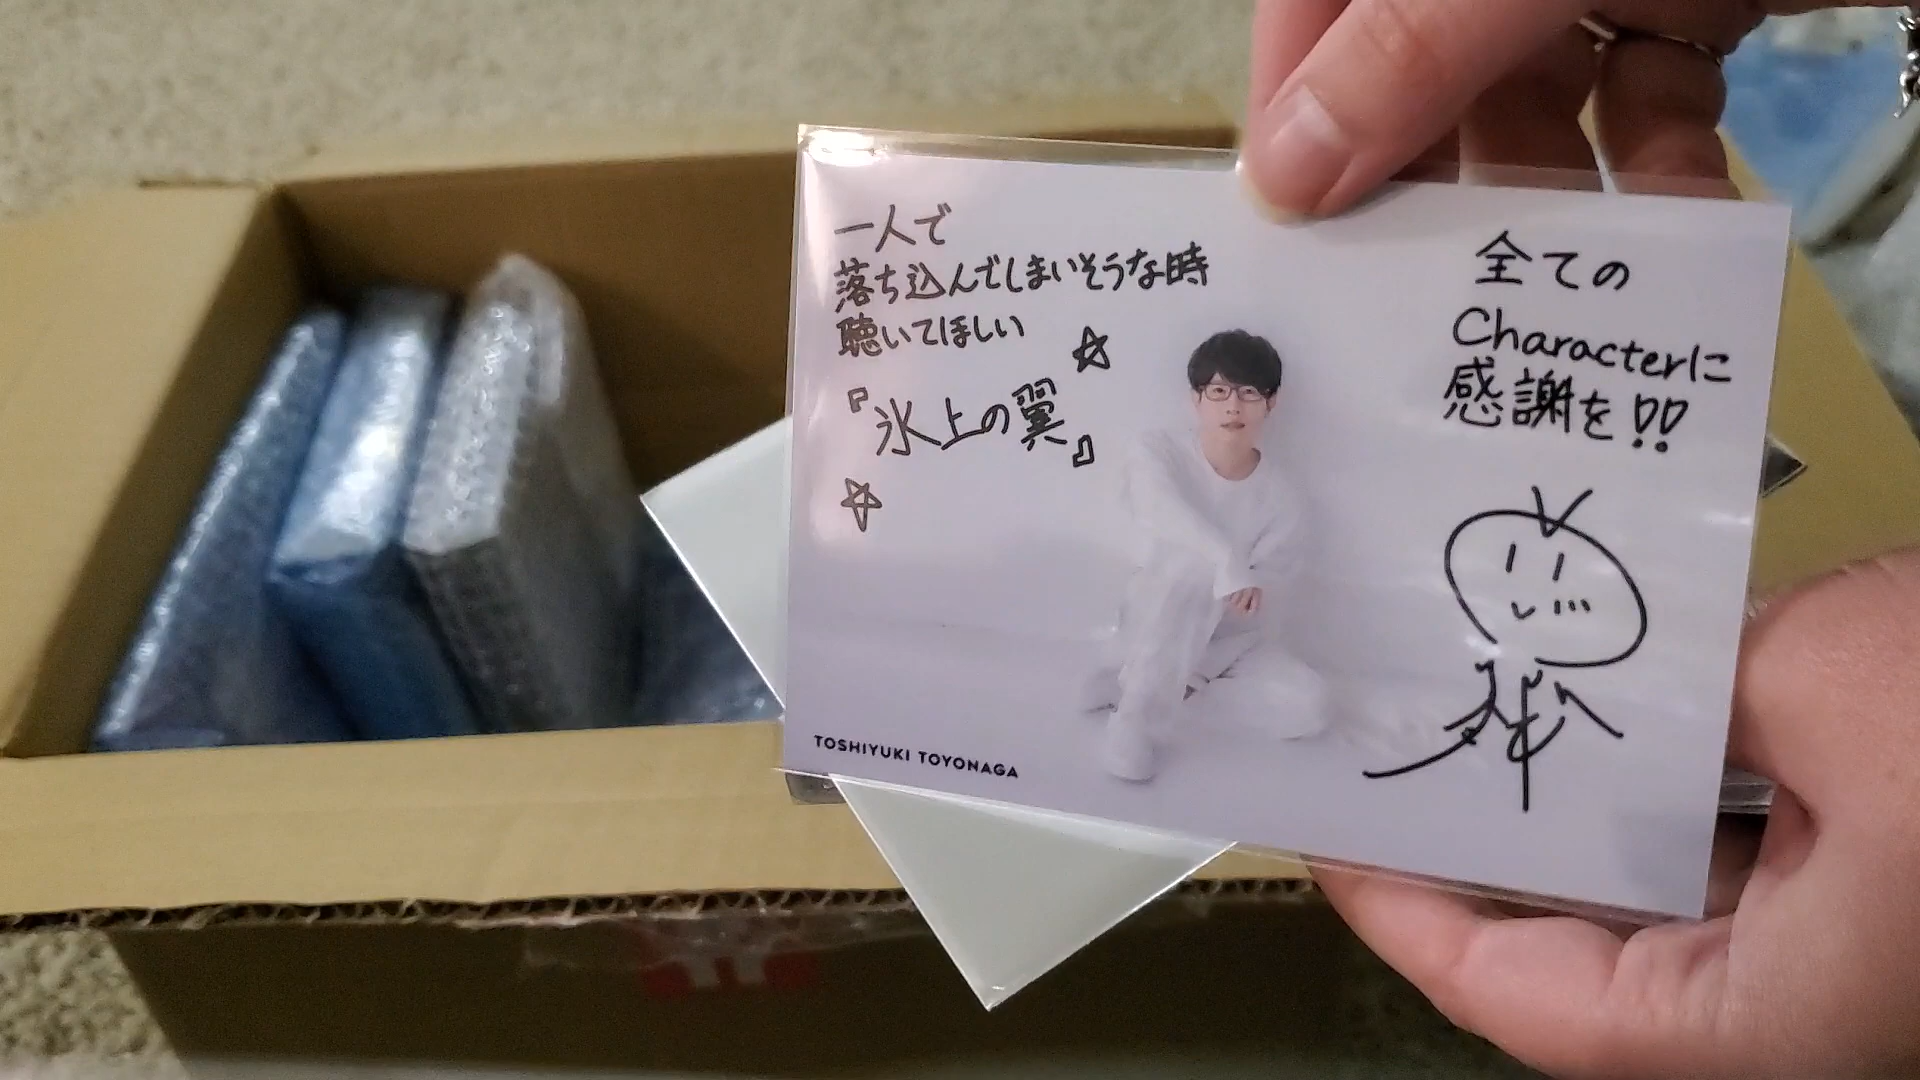 一人で
落ち込んでしまいそうな時
聴いてほしい
『氷上の翼』
全ての
Characterに
感謝を!!
TOSHIYUKI TOYONAGA